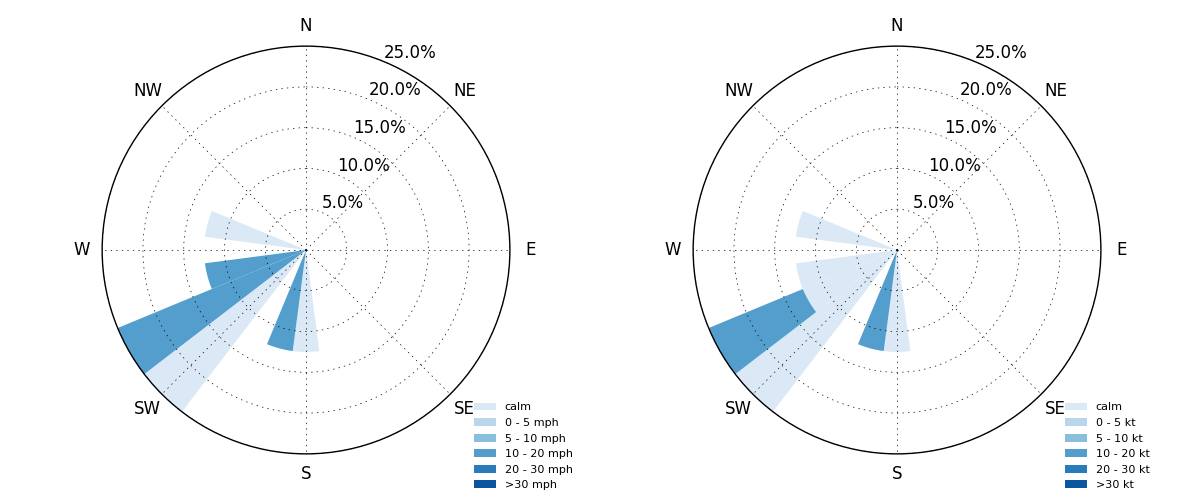 N
25.0%
20.0%
15.0%
10.0%
5.0%
NW
NE
W
E
SW
SE
S
calm
0 - 5 mph
5 - 10 mph
10 - 20 mph
20 - 30 mph
>30 mph
N
25.0%
20.0%
15.0%
10.0%
5.0%
NW
NE
W
E
SW
SE
S
calm
0 - 5 kt
5 - 10 kt
10 - 20 kt
20 - 30 kt
>30 kt